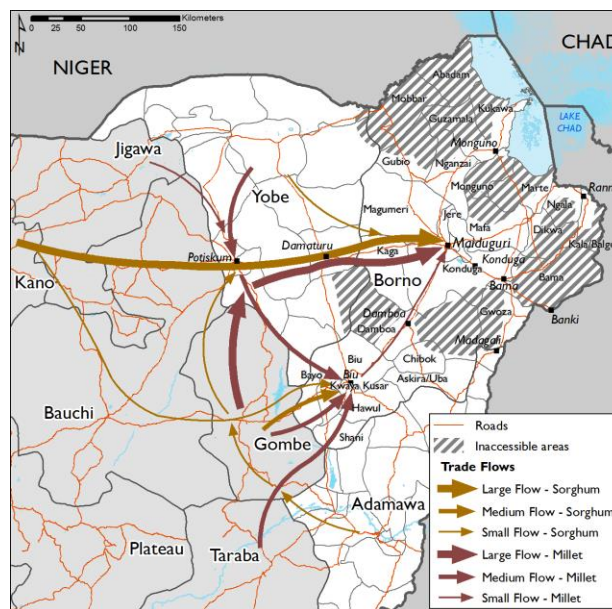 Kilometers
0 25 50 100 150
N
NIGER
CHAD
LAKE
CHAD
Abadam
Mobbar
Kukawa
Guzamala
Monguno
Gubio
Nganzai
Monguno
Marte
Rann
Ngala
Jigawa
Yobe
Magumeri
Jere
Mafa
Dikwa
Kala/Balge
Damaturu
Kaga
Maiduguri
Potiskum
Konduga
Konduga
Kano
Borno
Bama
Bama
Damboa
Damboa
Gwoza
Banki
Madagali
Biu
Chibok
Bayo
Biu
Askira/Uba
Kwaya Kusar
Bauchi
Hawul
Gombe
Shani
Adamawa
Plateau
Taraba
Roads
Inaccessible areas
Trade Flows
Large Flow - Sorghum
Medium Flow - Sorghum
Small Flow - Sorghum
Large Flow - Millet
Medium Flow - Millet
Small Flow - Millet